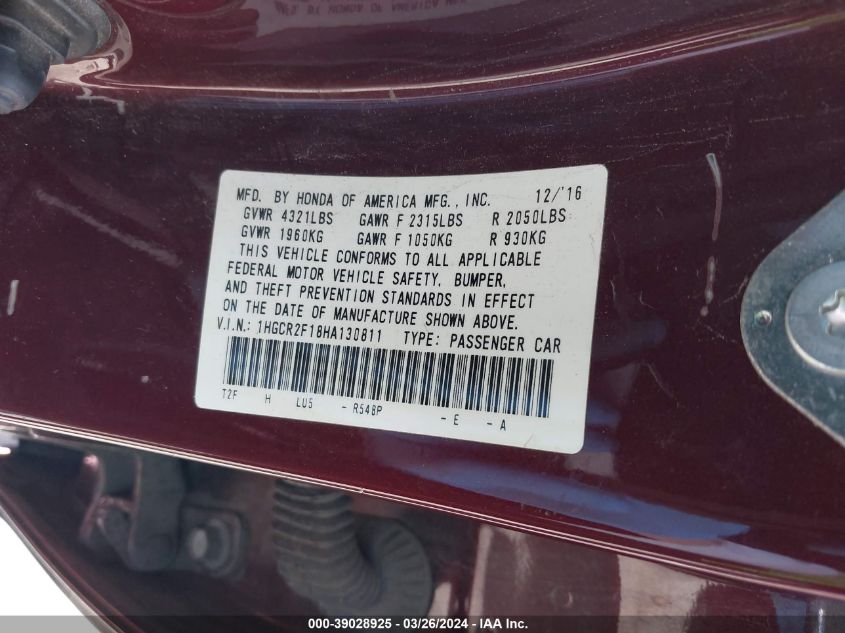 MFD. BY HONDA OF AMERICA MFG., INC. 12/'16
GVWR 4321LBS GAWR F 2315LBS R 2050LBS
GVWR 1960KG GAWR F 1050KG R 930KG
THIS VEHICLE CONFORMS TO ALL APPLICABLE
FEDERAL MOTOR VEHICLE SAFETY, BUMPER,
AND THEFT PREVENTION STANDARDS IN EFFECT
ON THE DATE OF MANUFACTURE SHOWN ABOVE.
V.I.N.: 1HGCR2F18HA130811 TYPE: PASSENGER CAR
T2F H LU5 - R548P - E - A
000-39028925 - 03/26/2024 - IAA Inc.